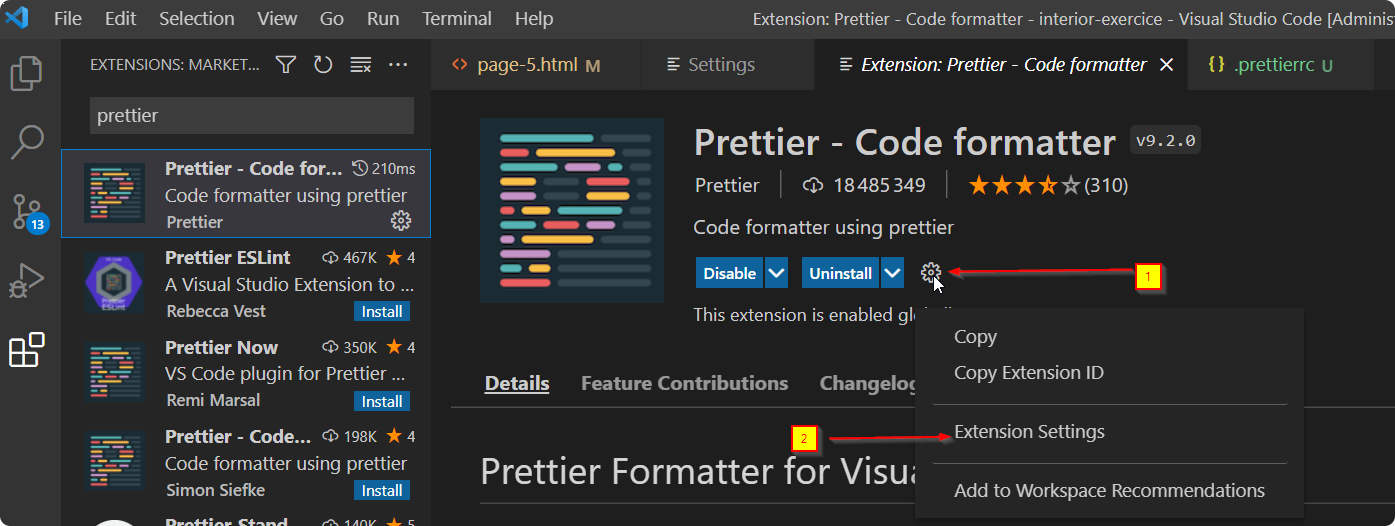 File Edit Selection View Go Run Terminal Help
Extension: Prettier - Code formatter - interior-exercice - Visual Studio Code [Adminis
EXTENSIONS: MARKET...
page-5.html M
Settings
Extension: Prettier - Code formatter
{} .prettierrc U
prettier
Prettier - Code for... 210ms
Code formatter using prettier
Prettier
13
Prettier ESLint 467K ★ 4
A Visual Studio Extension to ...
Rebecca Vest Install
Prettier
ESLint
Prettier Now 350K ★ 4
VS Code plugin for Prettier ...
Remi Marsal Install
Prettier - Code... 198K ★ 4
Code formatter using prettier
Simon Siefke Install
Prettier Stand 140K ★ 5
Prettier - Code formatter v9.2.0
Prettier 18 485 349 (310)
Code formatter using prettier
Disable Uninstall
1
This extension is enabled globally
Copy
Copy Extension ID
Details Feature Contributions Changelog
2
Extension Settings
Prettier Formatter for Visua
Add to Workspace Recommendations